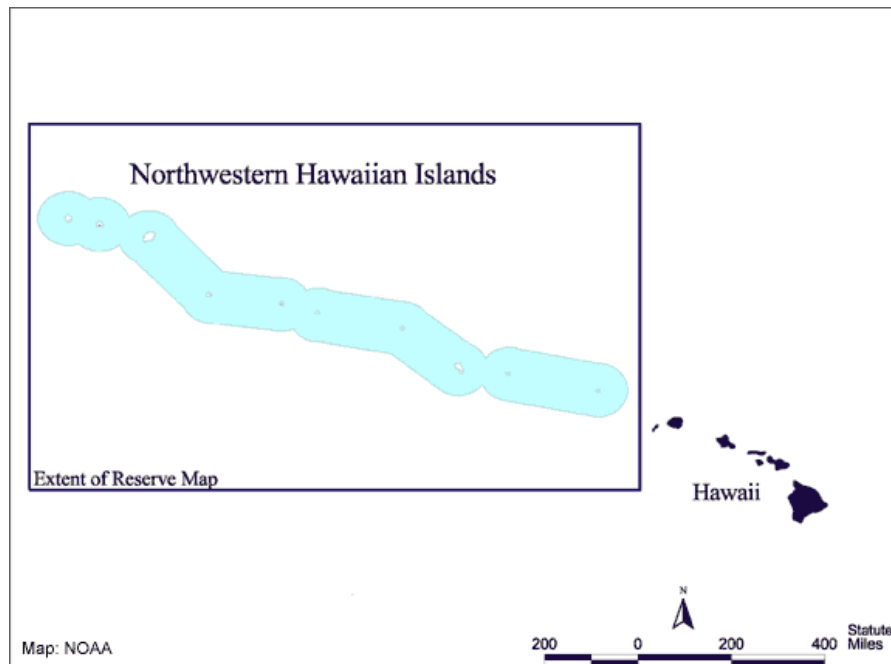 Northwestern Hawaiian Islands
Extent of Reserve Map
Hawaii
N
Statute
Miles
200 0 200 400
Map: NOAA